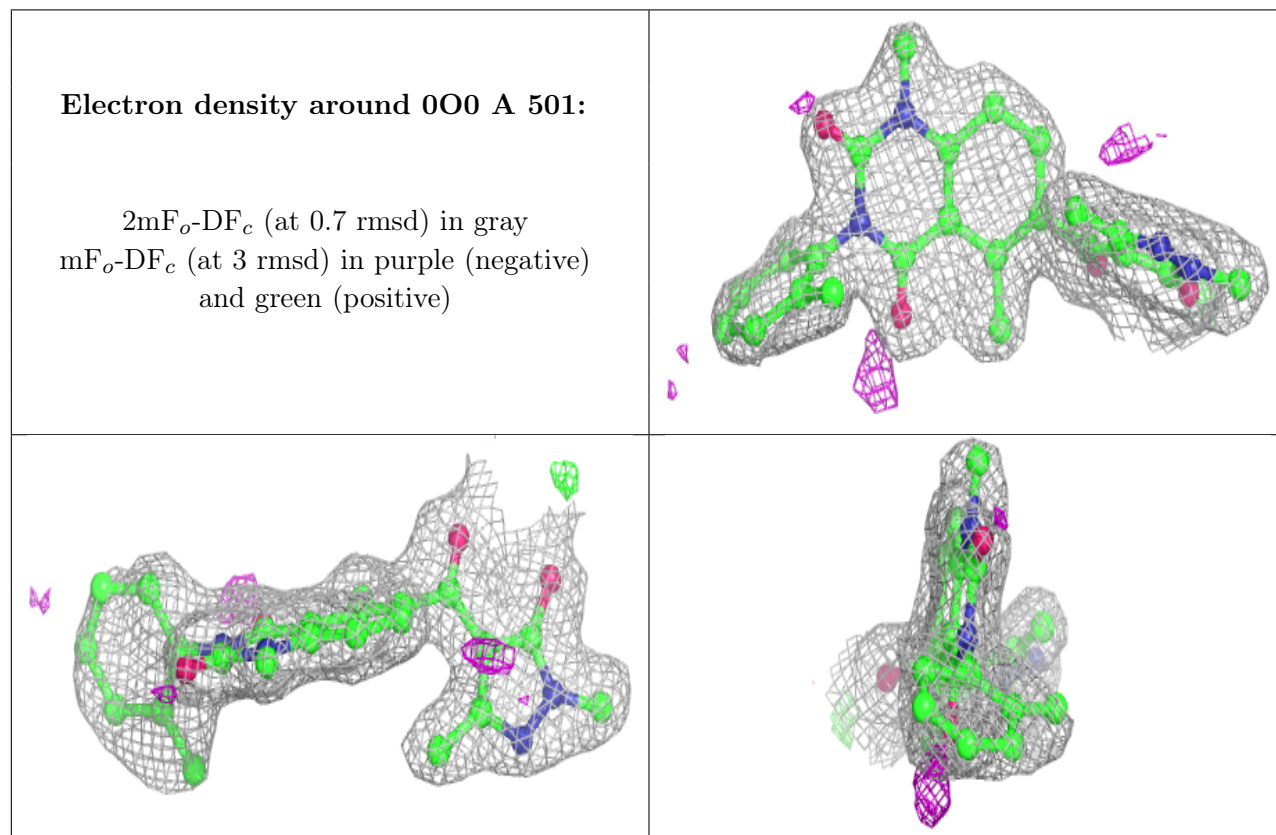 Electron density around 0O0 A 501:
2mFo-DFc (at 0.7 rmsd) in gray
mFo-DFc (at 3 rmsd) in purple (negative)
and green (positive)